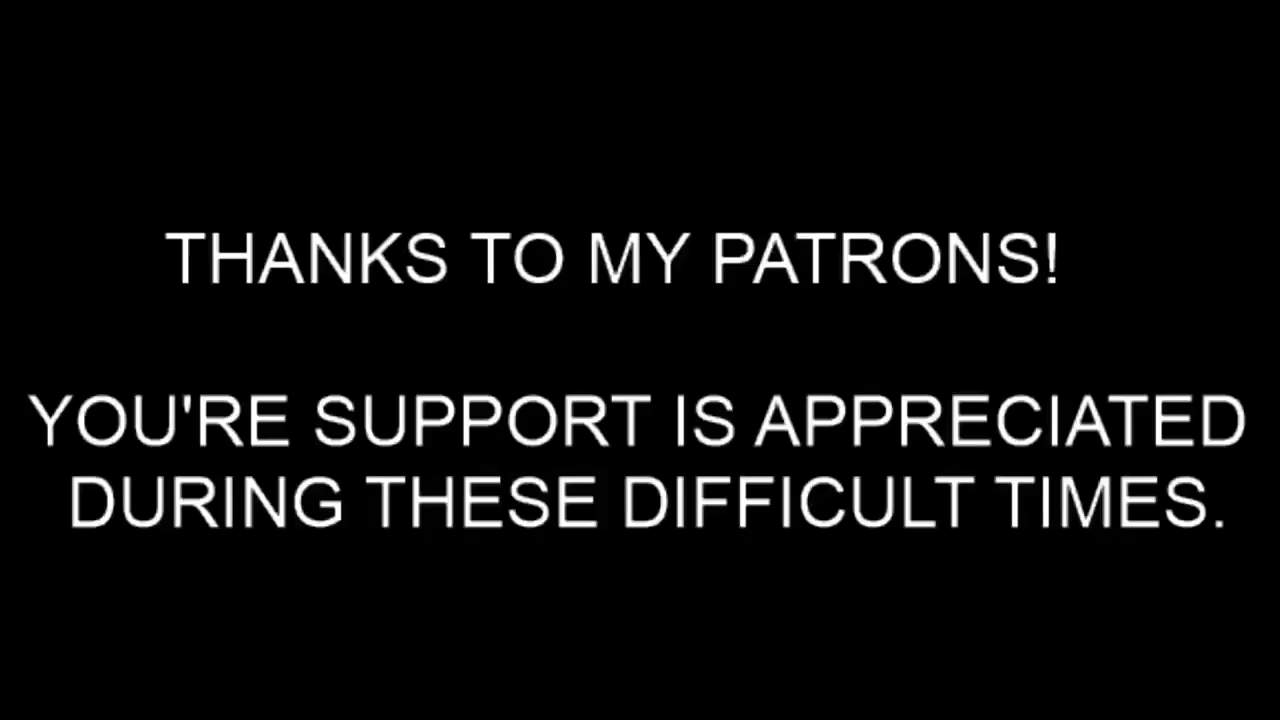 THANKS TO MY PATRONS!
YOU'RE SUPPORT IS APPRECIATED
DURING THESE DIFFICULT TIMES.